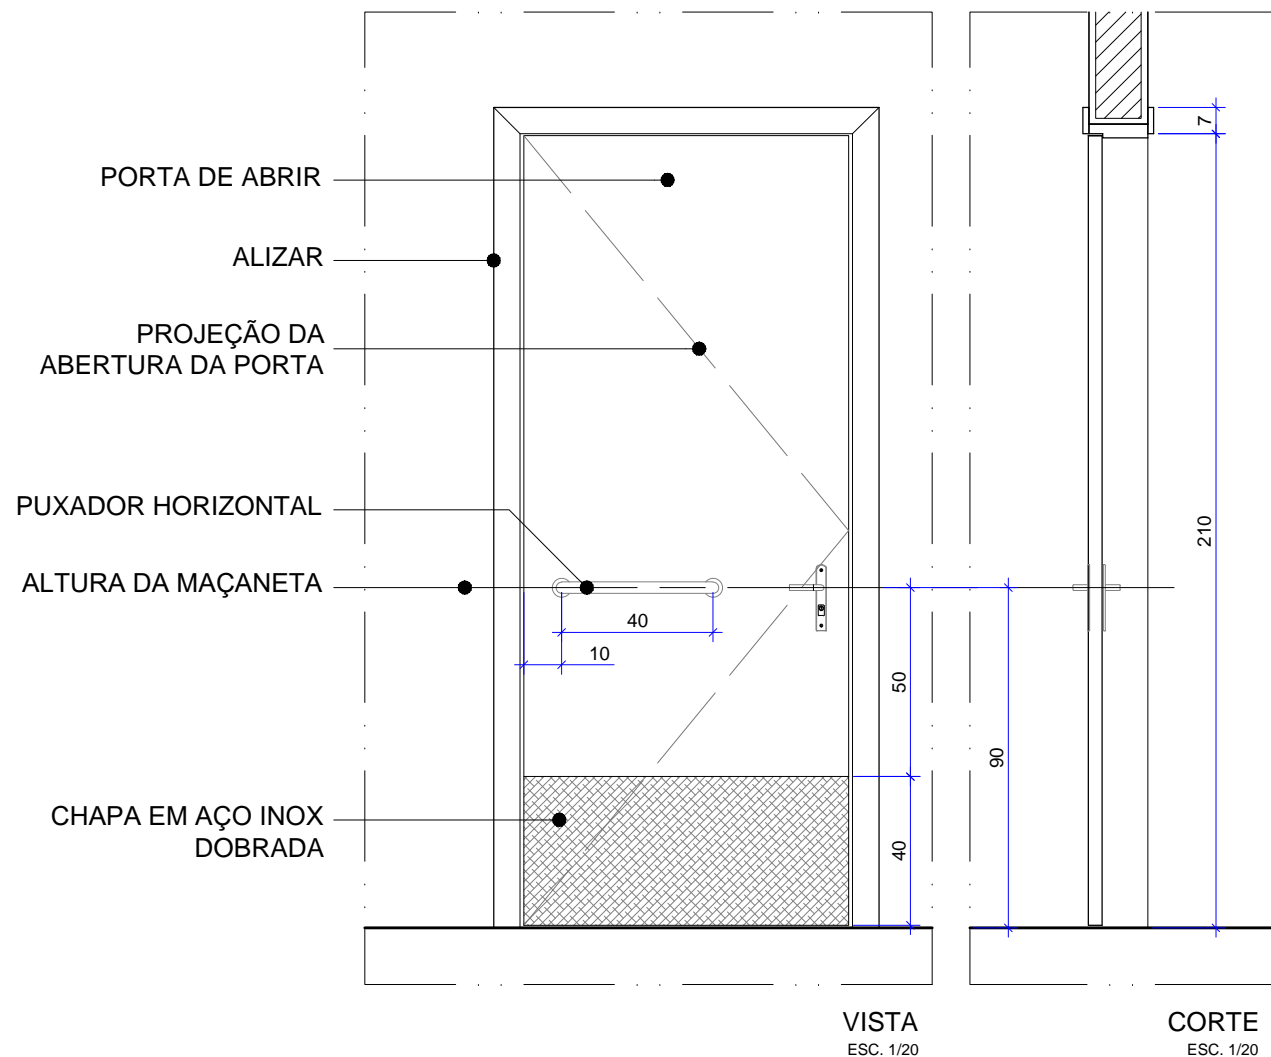 PORTA DE ABRIR
ALIZAR
PROJEÇÃO DA
ABERTURA DA PORTA
PUXADOR HORIZONTAL
ALTURA DA MAÇANETA
CHAPA EM AÇO INOX
DOBRADA
40
10
50
40
90
7
210
VISTA
ESC. 1/20
CORTE
ESC. 1/20